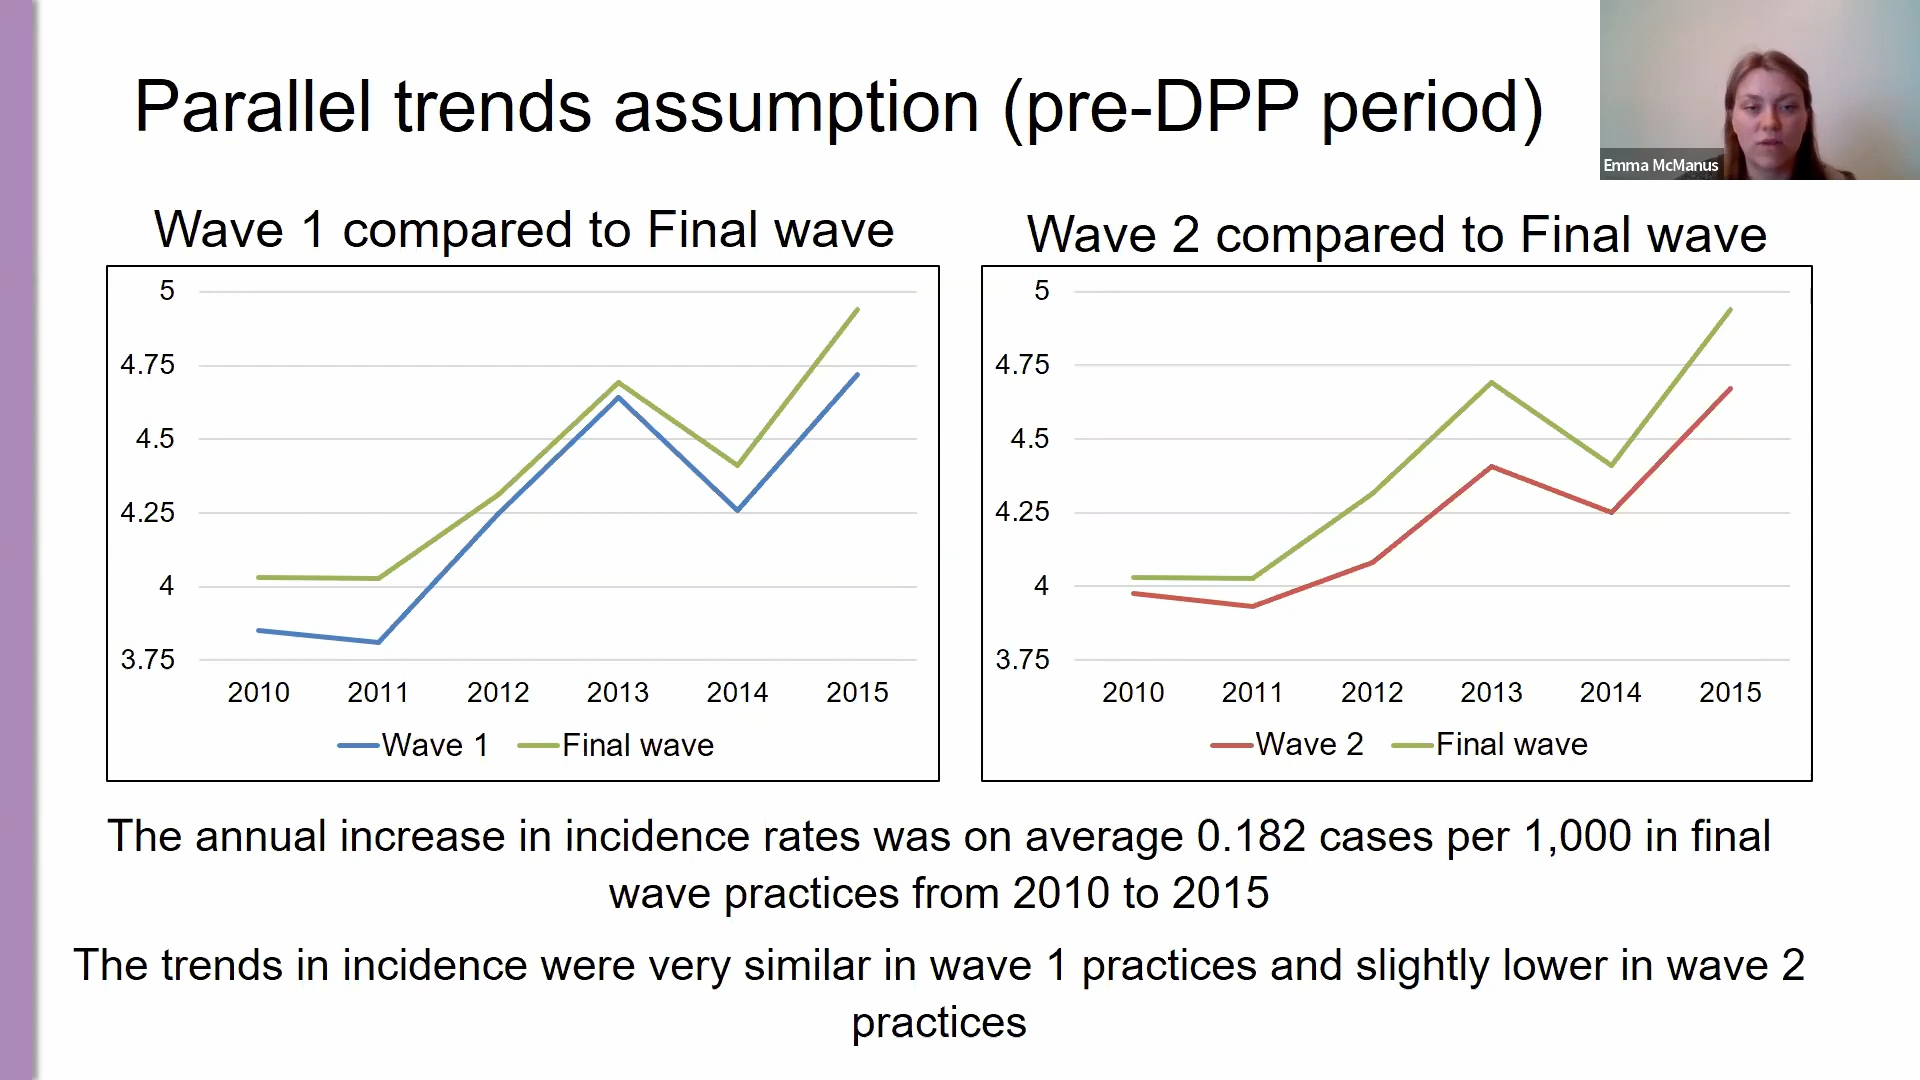 Parallel trends assumption (pre-DPP period)
Emma McManus
Wave 1 compared to Final wave
5
4.75
4.5
4.25
4
3.75
2010 2011 2012 2013 2014 2015
Wave 1 Final wave
Wave 2 compared to Final wave
5
4.75
4.5
4.25
4
3.75
2010 2011 2012 2013 2014 2015
Wave 2 Final wave
The annual increase in incidence rates was on average 0.182 cases per 1,000 in final
wave practices from 2010 to 2015
The trends in incidence were very similar in wave 1 practices and slightly lower in wave 2
practices